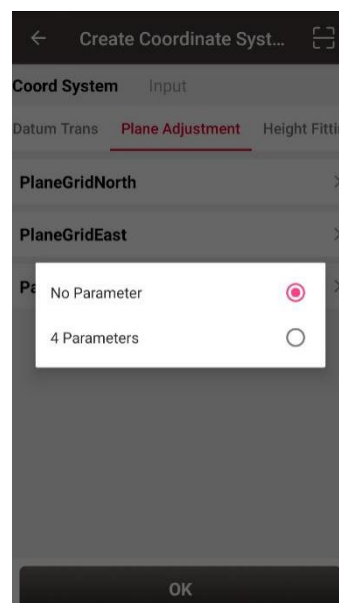 Create Coordinate Syst...
Coord System Input
Datum Trans Plane Adjustment Height Fitti
PlaneGridNorth
PlaneGridEast
Pa
No Parameter
4 Parameters
OK